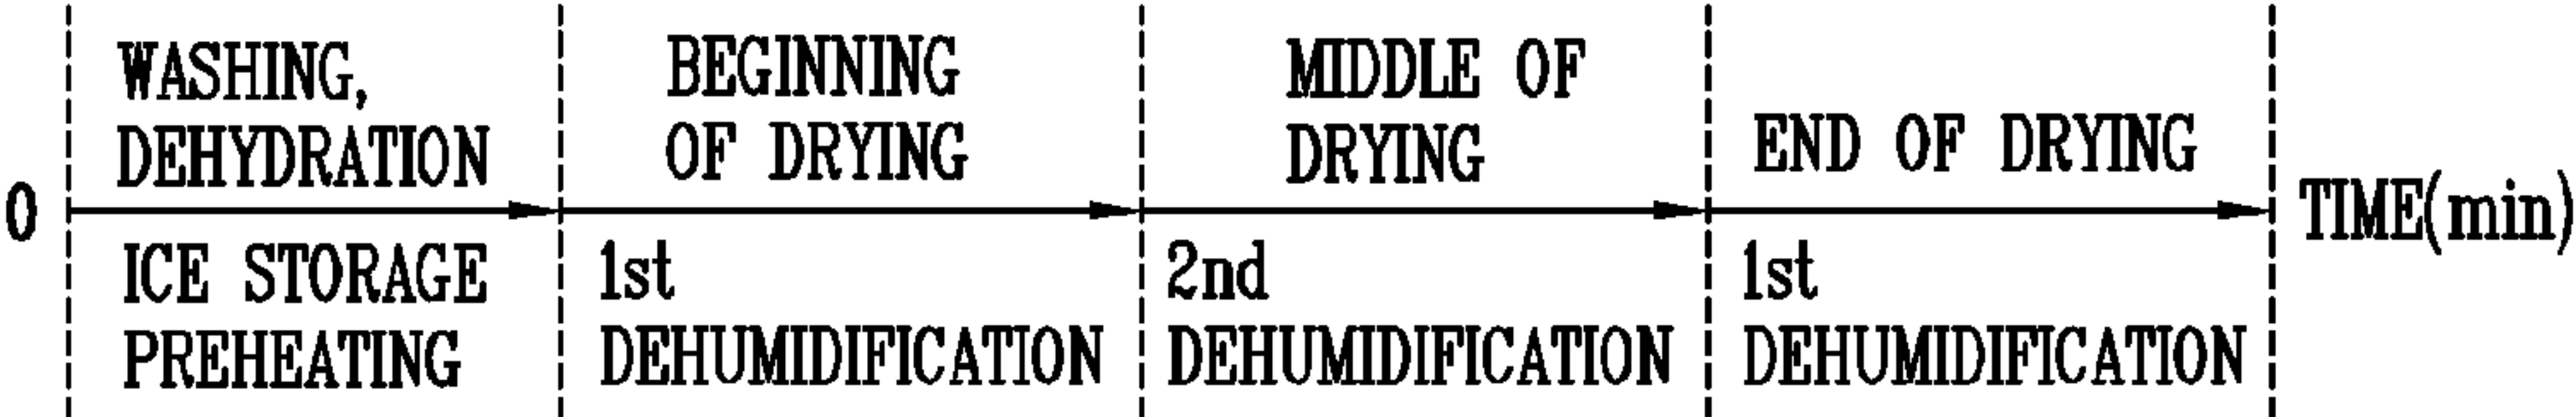 0
WASHING,
DEHYDRATION
ICE STORAGE
PREHEATING
BEGINNING
OF DRYING
1st
DEHUMIDIFICATION
MIDDLE OF
DRYING
2nd
DEHUMIDIFICATION
END OF DRYING
1st
DEHUMIDIFICATION
TIME(min)